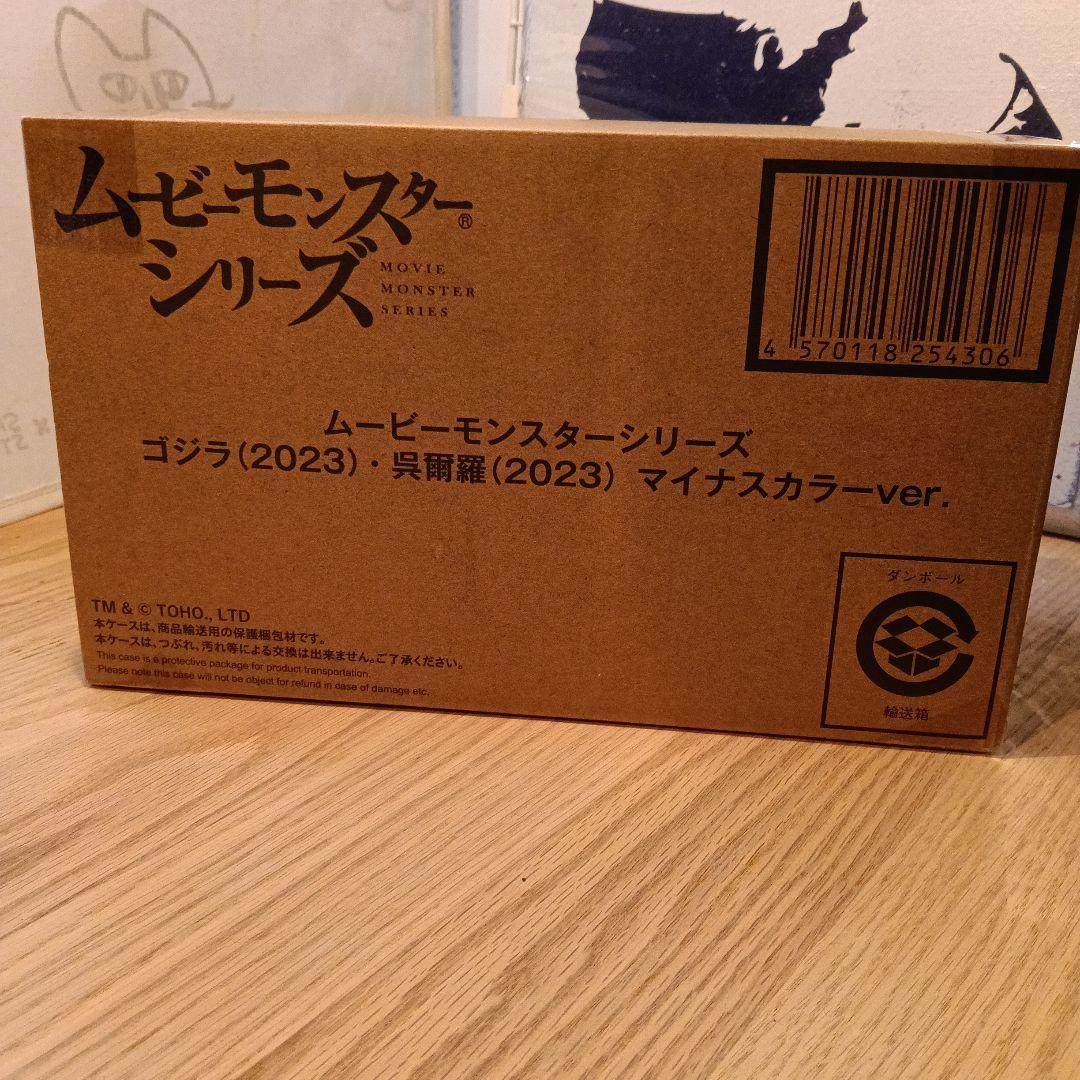 ムービーモンスター®
シリーズ
MOVIE
MONSTER
SERIES
4 570118 254306
ムービーモンスターシリーズ
ゴジラ(2023)・呉爾羅(2023) マイナスカラーver.
ダンボール
輸送箱
TM & © TOHO., LTD
本ケースは、商品輸送用の保護梱包材です。
本ケースは、つぶれ、汚れ等による交換は出来ません。ご了承ください。
This case is a protective package for product transportation.
Please note this case will not be object for refund in case of damage etc.